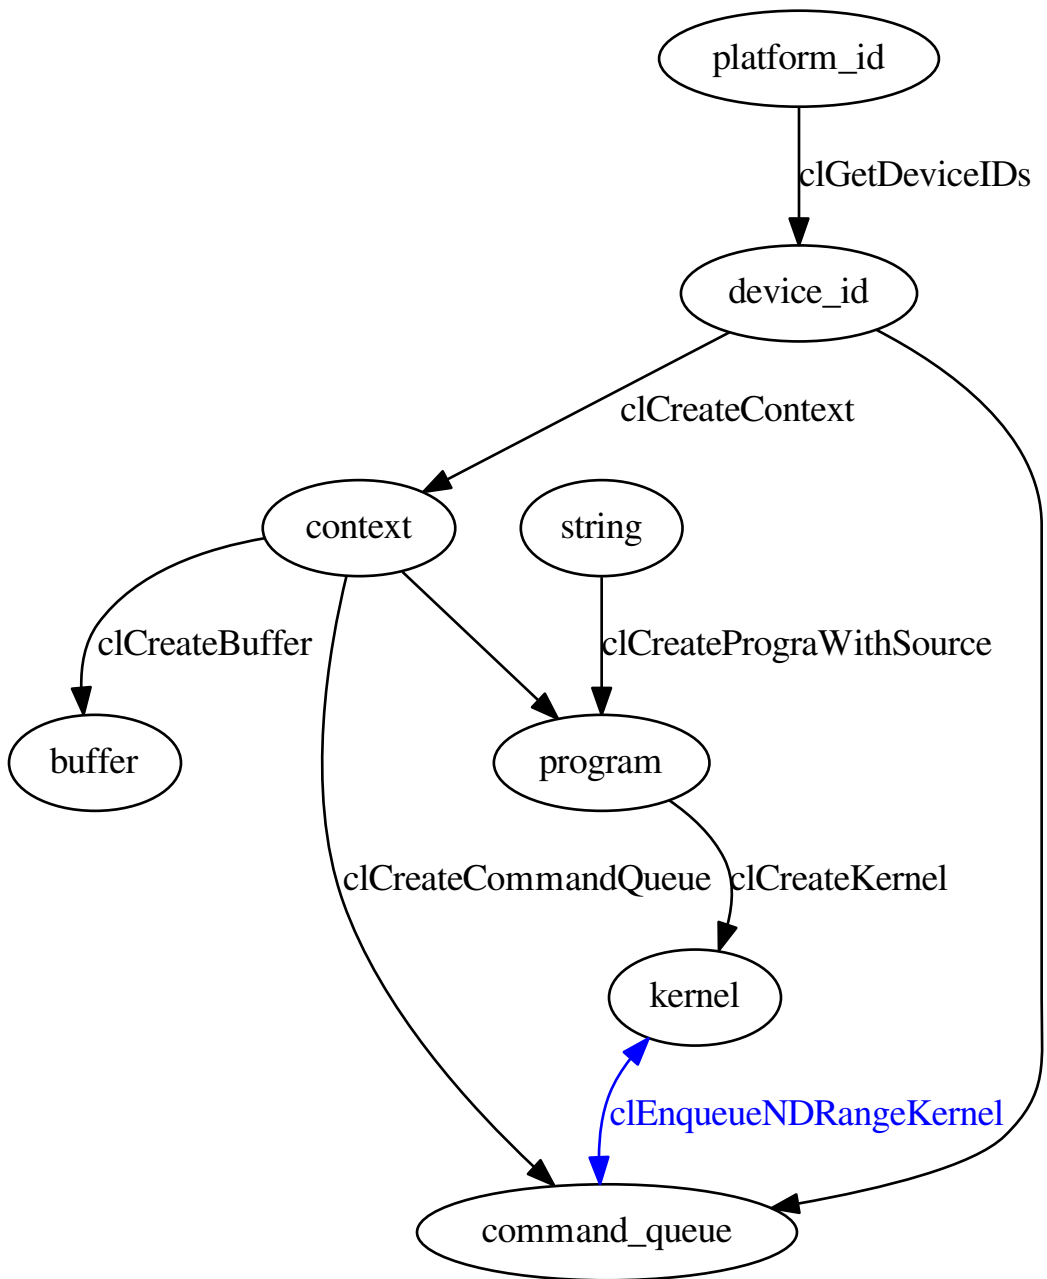 platform_id
clGetDeviceIDs
device_id
clCreateContext
context
string
clCreateBuffer
clCreatePrograWithSource
buffer
program
clCreateCommandQueue
clCreateKernel
kernel
clEnqueueNDRangeKernel
command_queue